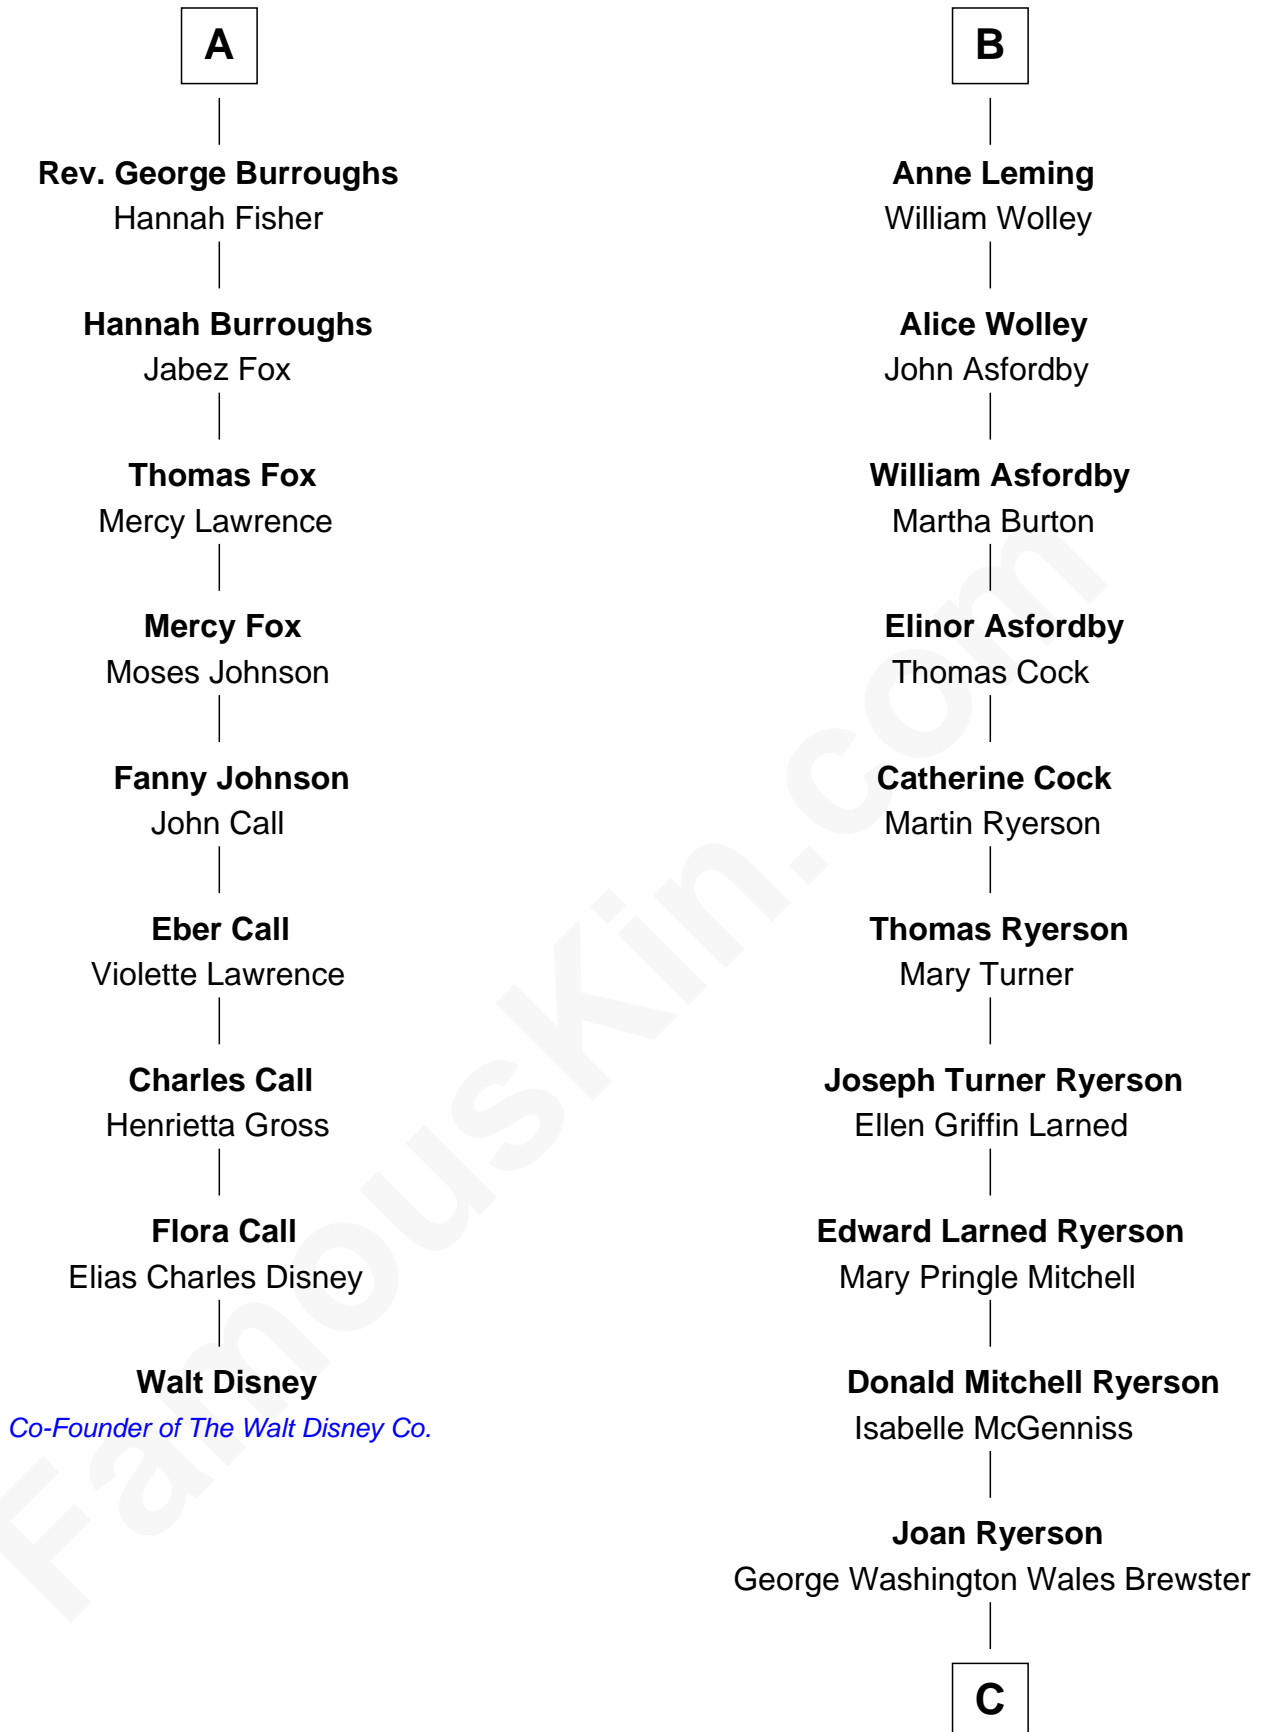 A
Rev. George Burroughs
Hannah Fisher
Hannah Burroughs
Jabez Fox
Thomas Fox
Mercy Lawrence
Mercy Fox
Moses Johnson
Fanny Johnson
John Call
Eber Call
Violette Lawrence
Charles Call
Henrietta Gross
Flora Call
Elias Charles Disney
Walt Disney
Co-Founder of The Walt Disney Co.
B
Anne Leming
William Wolley
Alice Wolley
John Asfordby
William Asfordby
Martha Burton
Elinor Asfordby
Thomas Cock
Catherine Cock
Martin Ryerson
Thomas Ryerson
Mary Turner
Joseph Turner Ryerson
Ellen Griffin Larned
Edward Larned Ryerson
Mary Pringle Mitchell
Donald Mitchell Ryerson
Isabelle McGenniss
Joan Ryerson
George Washington Wales Brewster
C
FamousKin.com